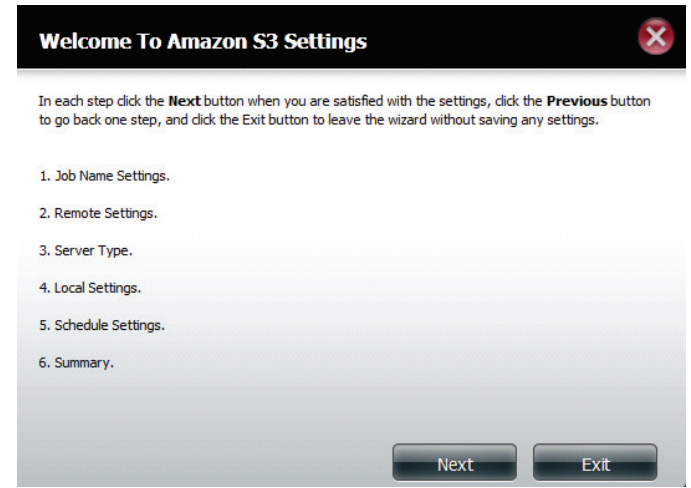 Welcome To Amazon S3 Settings
In each step click the Next button when you are satisfied with the settings, click the Previous button
to go back one step, and click the Exit button to leave the wizard without saving any settings.
1. Job Name Settings.
2. Remote Settings.
3. Server Type.
4. Local Settings.
5. Schedule Settings.
6. Summary.
Next
Exit